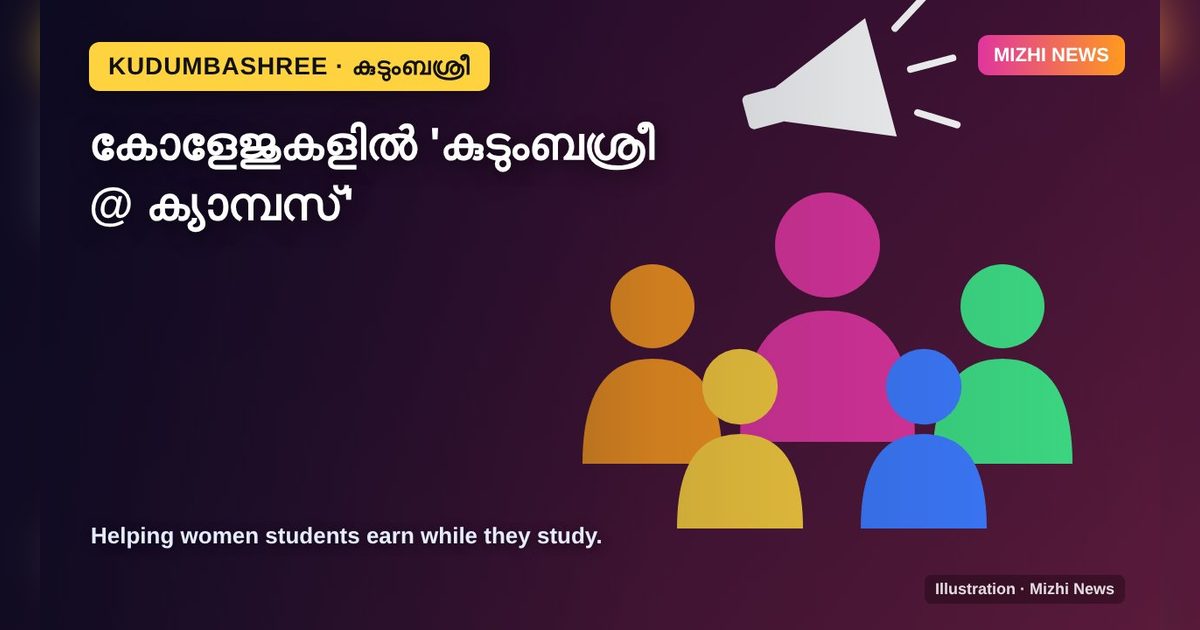 KUDUMBASHREE · കുടുംബശ്രീ
MIZHI NEWS
കോളേജുകളിൽ 'കുടുംബശ്രീ
@ ക്യാമ്പസ്'
Helping women students earn while they study.
Illustration · Mizhi News